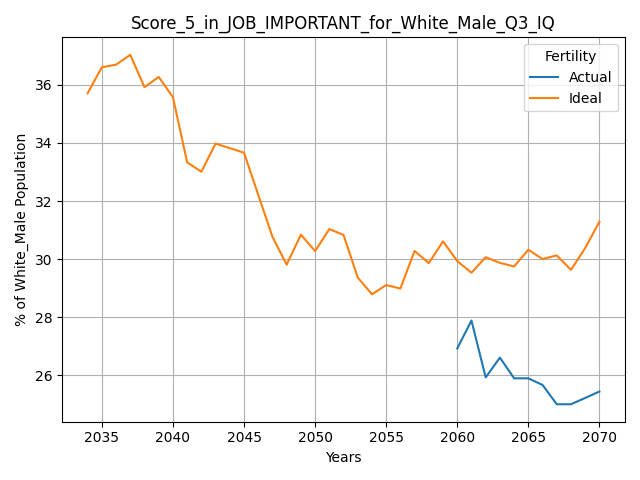 Score_5_in_JOB_IMPORTANT_for_White_Male_Q3_IQ
Fertility
Actual
Ideal
% of White_Male Population
36
34
32
30
28
26
2035 2040 2045 2050 2055 2060 2065 2070
Years